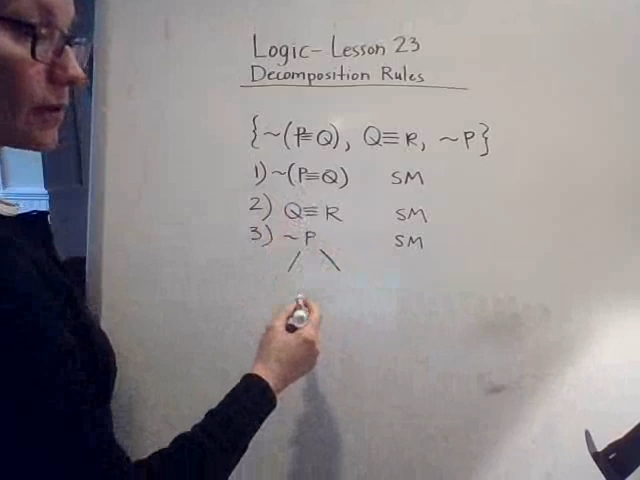 Logic- Lesson 23
Decomposition Rules
{~(P≡Q), Q≡R, ~P}
1) ~(P≡Q) SM
2) Q≡R SM
3) ~P SM